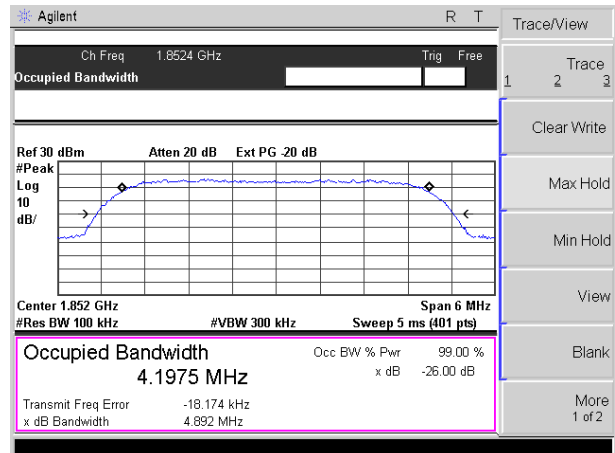 Agilent R T
Ch Freq 1.8524 GHz Trig Free
Occupied Bandwidth
Ref 30 dBm Atten 20 dB Ext PG -20 dB
#Peak
Log
10
dB/
Center 1.852 GHz Span 6 MHz
#Res BW 100 kHz #VBW 300 kHz Sweep 5 ms (401 pts)
Occupied Bandwidth
4.1975 MHz
Occ BW % Pwr 99.00 %
x dB -26.00 dB
Transmit Freq Error -18.174 kHz
x dB Bandwidth 4.892 MHz
Trace/View
Trace
1 2 3
Clear Write
Max Hold
Min Hold
View
Blank
More
1 of 2